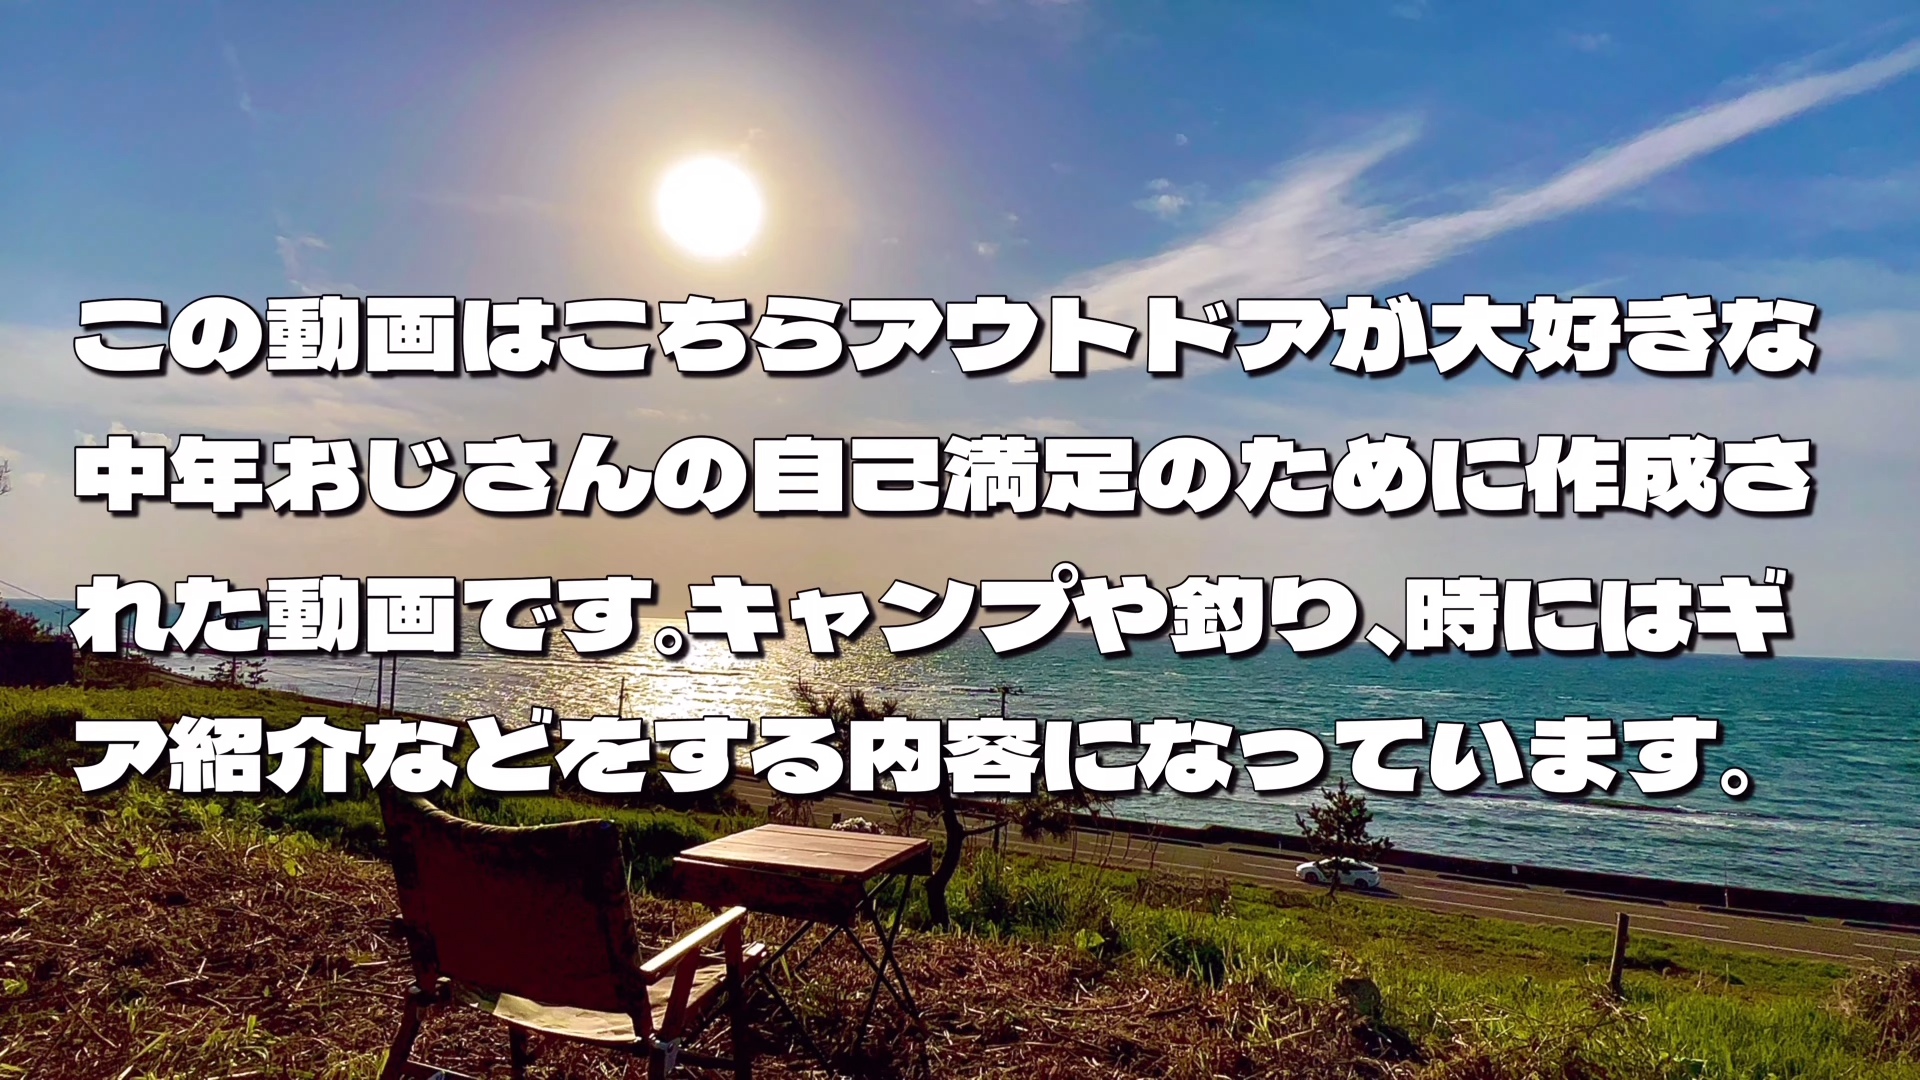 この動画はこちらアウトドアが大好きな
中年おじさんの自己満足のために作成さ
れた動画です。キャンプや釣り、時にはギ
ア紹介などをする内容になっています。